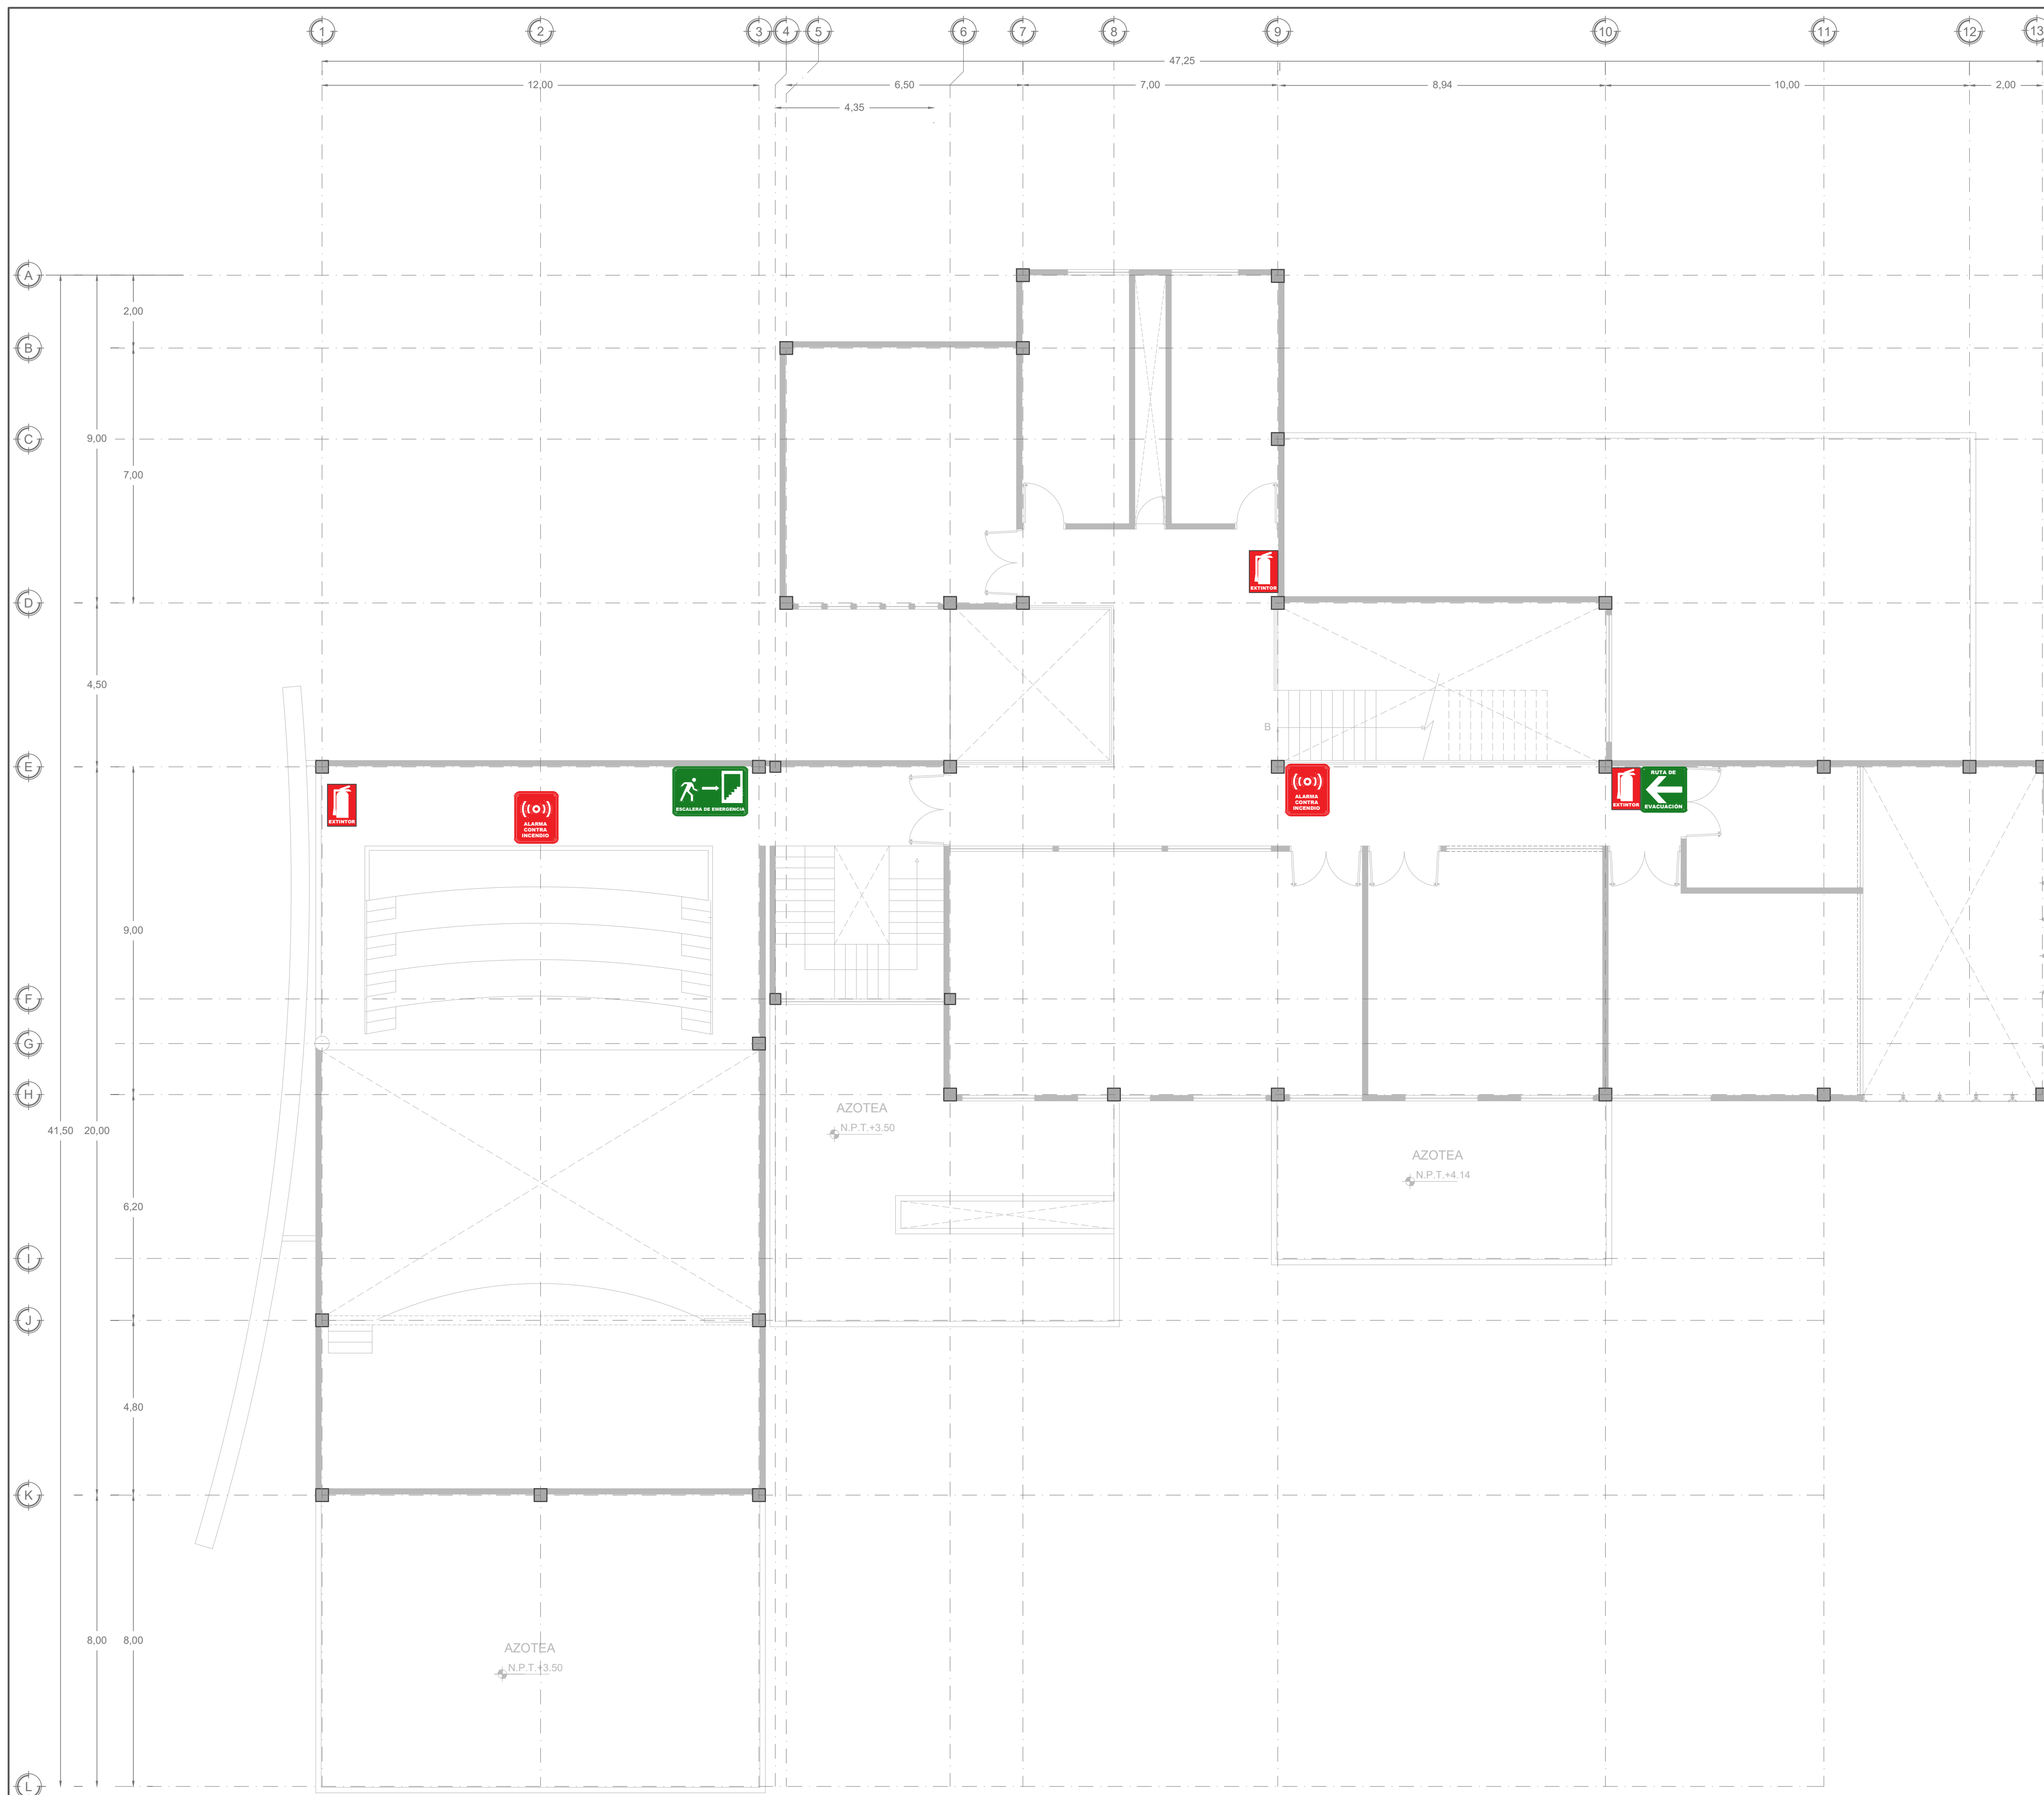 1 2 3 4 5 6 7 8 9 10 11 12 13
47,25
12,00 6,50 7,00 8,94 10,00 2,00
4,35
A
2,00
B
C
9,00
7,00
EXTINTOR
D
4,50
B
E
ESCALERA DE EMERGENCIA
ALARMA
CONTRA
INCENDIO
EXTINTOR
ALARMA
CONTRA
INCENDIO
EXTINTOR
RUTA DE
EVACUACIÓN
9,00
F
G
H
AZOTEA
N.P.T.+3.50
41,50 20,00
AZOTEA
N.P.T.+4.14
6,20
I
J
4,80
K
8,00 8,00
AZOTEA
N.P.T.+3.50
L